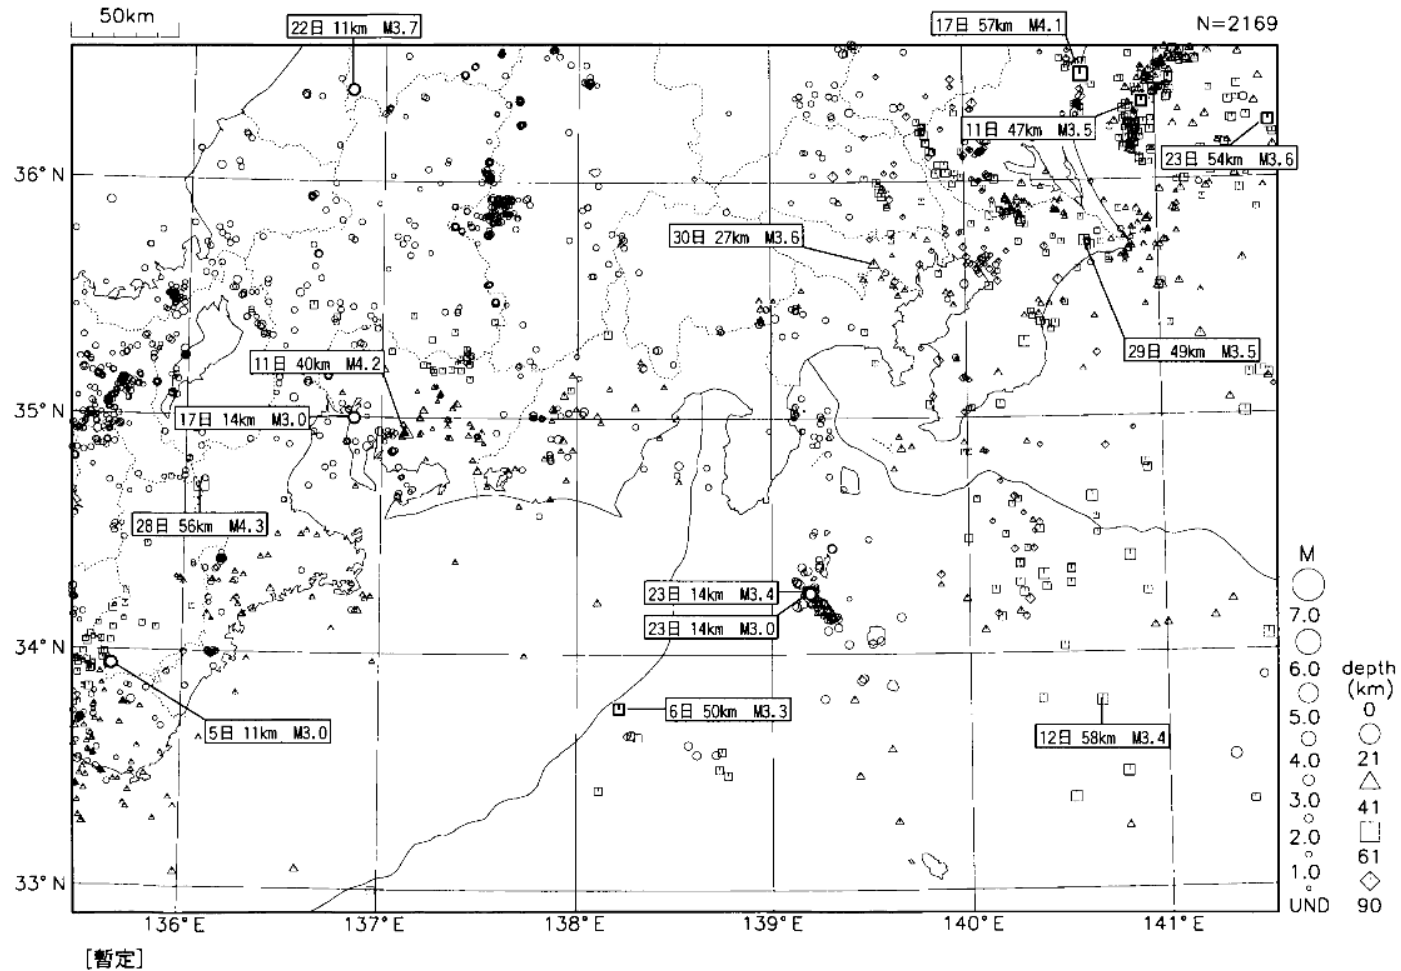 50km
22日 11km M3.7
17日 57km M4.1
N=2169
11日 47km M3.5
23日 54km M3.6
36°N
30日 27km M3.6
29日 49km M3.5
11日 40km M4.2
35°N
17日 14km M3.0
28日 56km M4.3
23日 14km M3.4
23日 14km M3.0
34°N
6日 50km M3.3
5日 11km M3.0
12日 58km M3.4
33°N
136°E
137°E
138°E
139°E
140°E
141°E
M
7.0
6.0
5.0
4.0
3.0
2.0
1.0
UND
depth
(km)
0
21
41
61
90
[暫定]